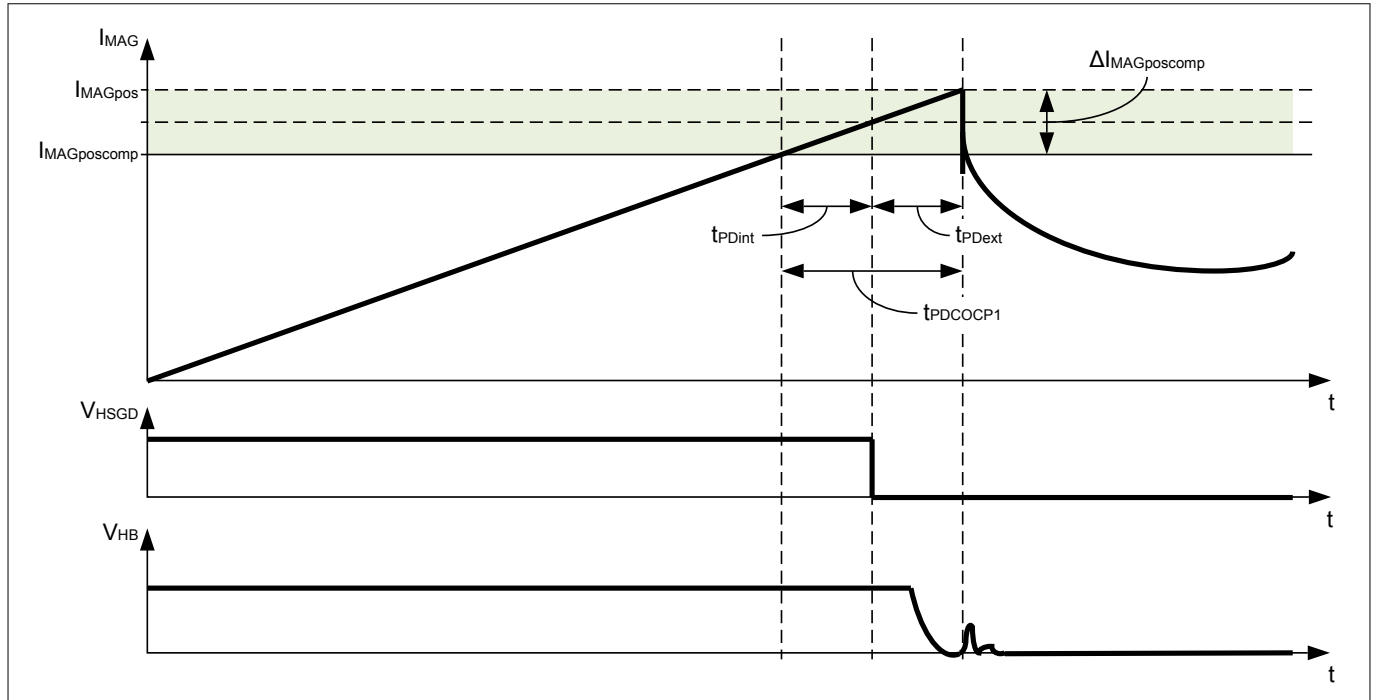 IMAG
ΔIMAGposcomp
IMAGpos
IMAGposcomp
tPDint
tPDext
tPDCOCP1
t
VHSGD
t
VHB
t